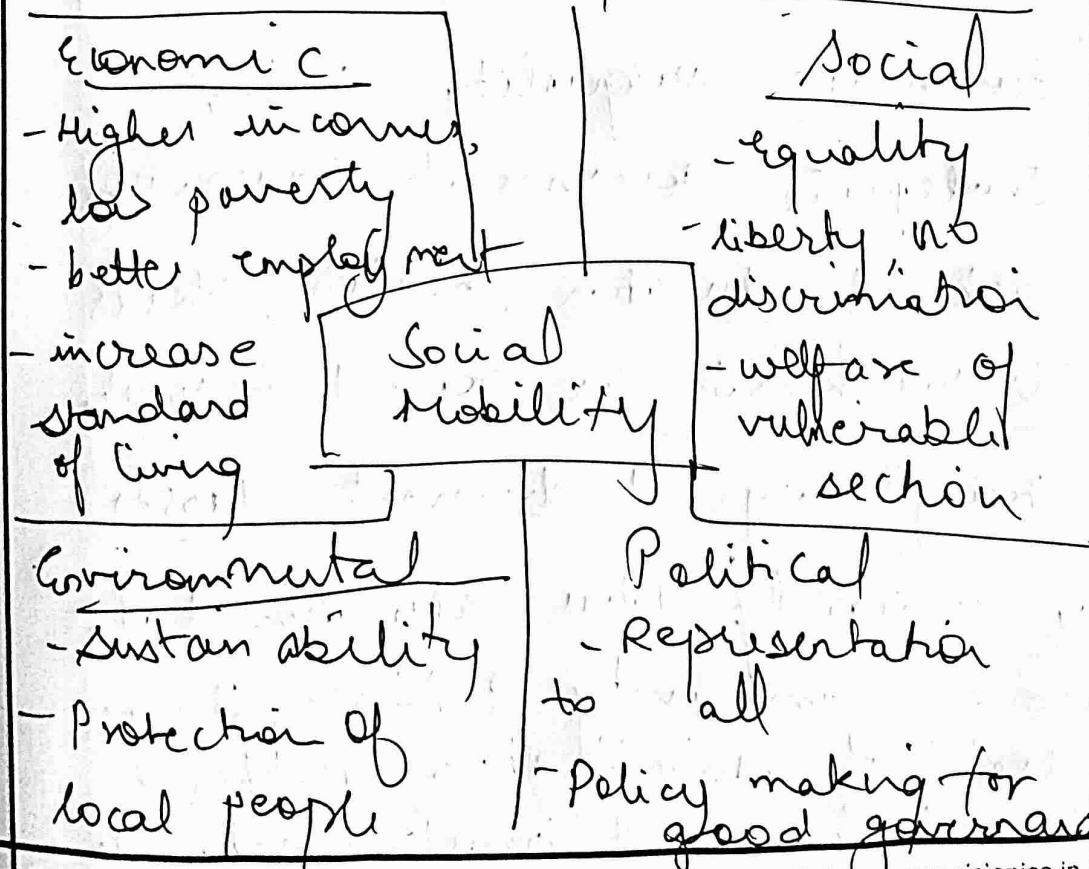 Economic.
- Higher incomes,
low poverty
- better employment
- increase
standard
of living
Social
- Equality
- liberty, no
discrimination
- welfare of
vulnerable
section
Social
Mobility
Environmental
- Sustainability
- Protection of
local people
Political
- Representation
to all
- Policy making for
good